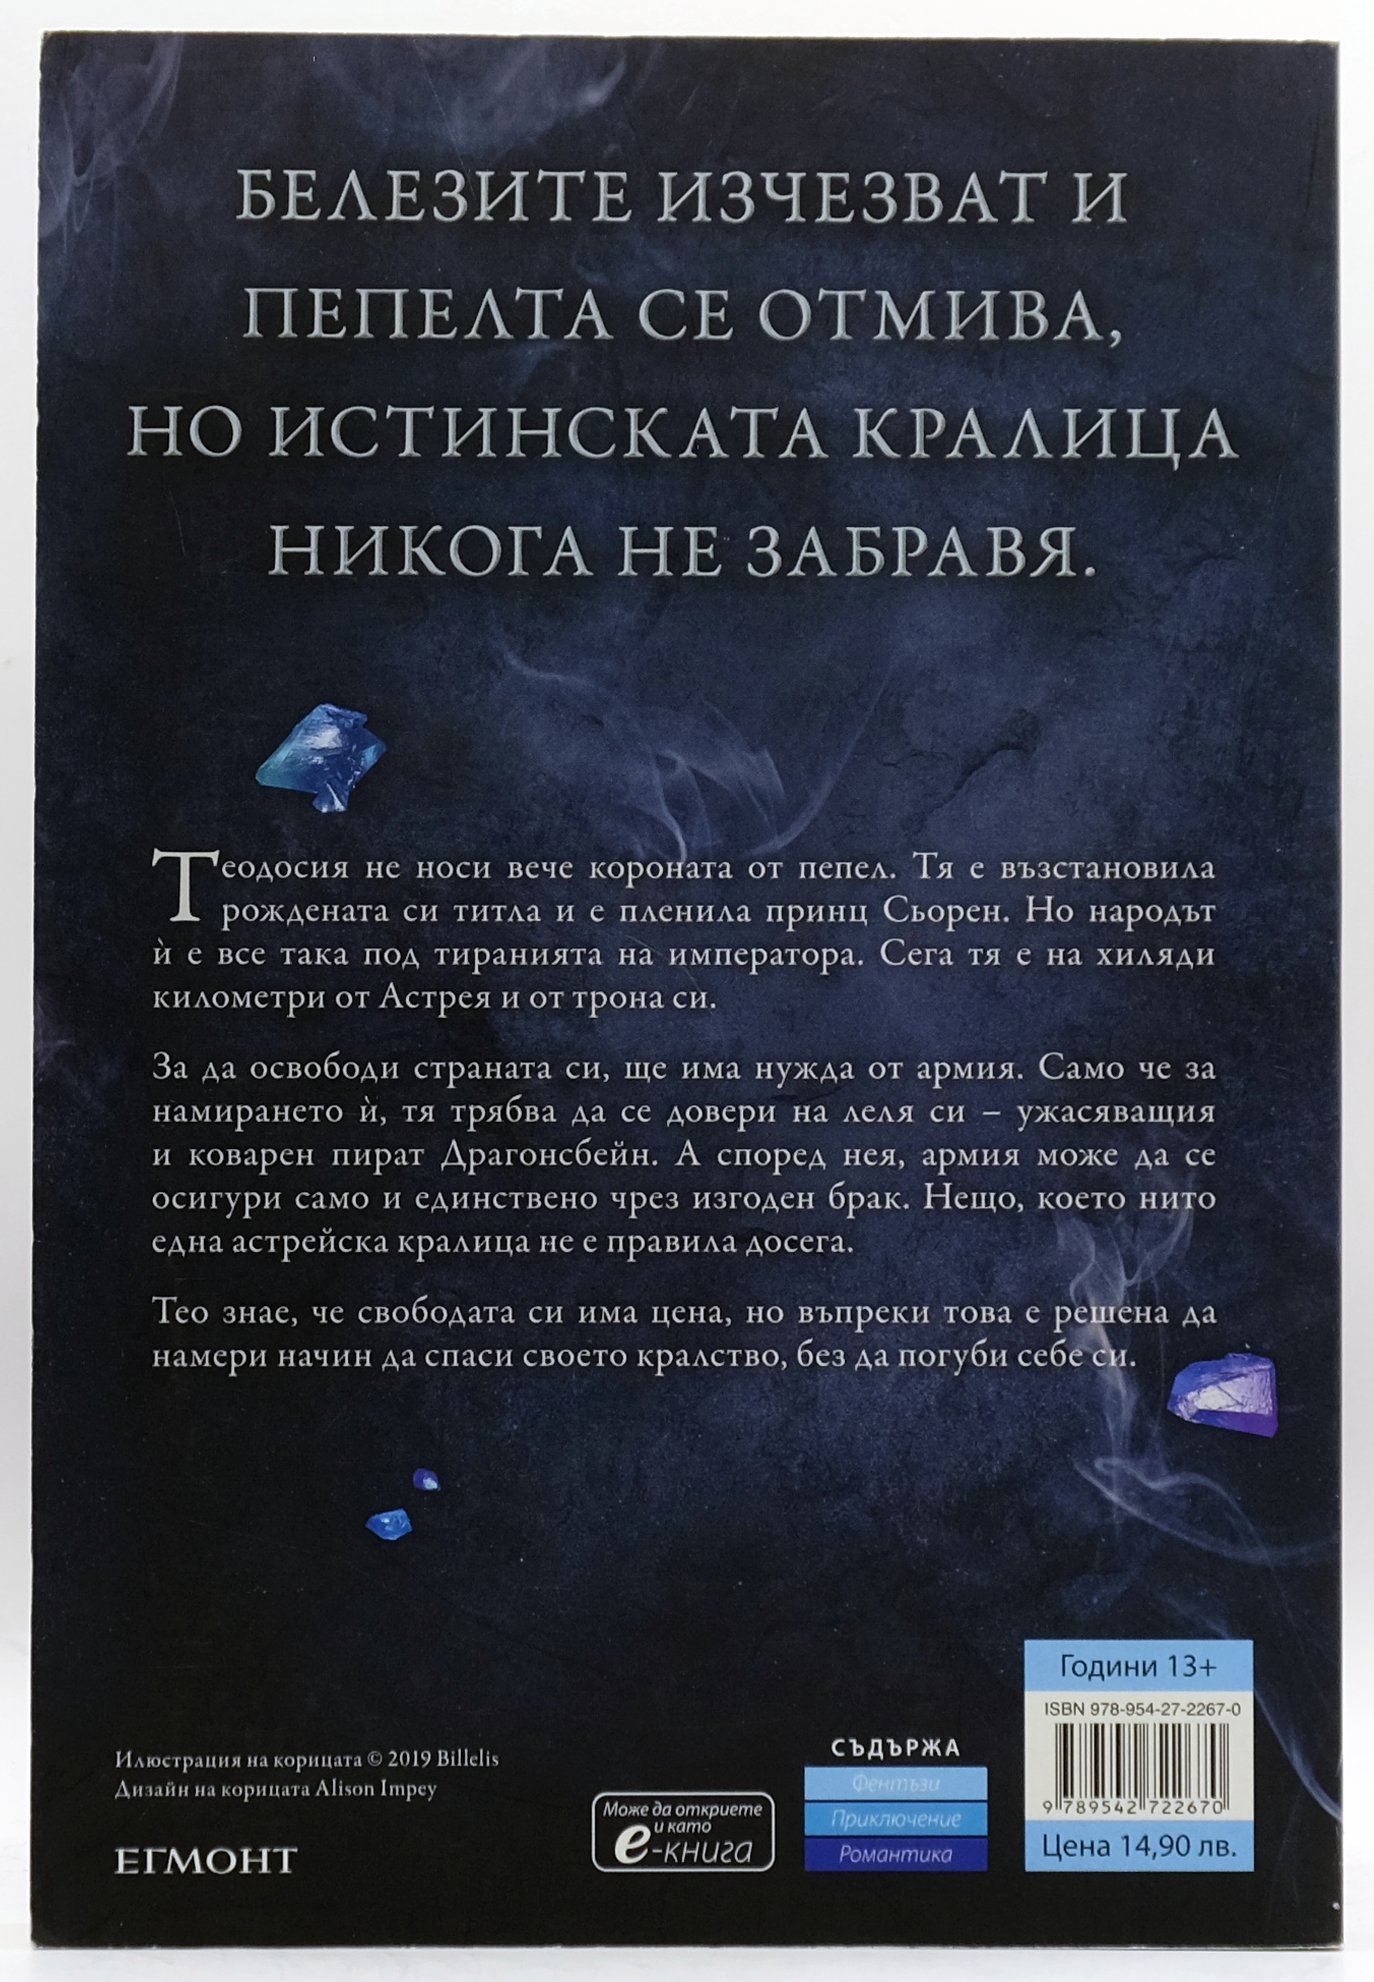 БЕЛЕЗИТЕ ИЗЧЕЗВАТ И
ПЕПЕЛТА СЕ ОТМИВА,
НО ИСТИНСКАТА КРАЛИЦА
НИКОГА НЕ ЗАБРАВЯ.
Теодосия не носи вече короната от пепел. Тя е възстановила
рождената си титла и е пленила принц Сьорен. Но народът
ѝ е все така под тиранията на императора. Сега тя е на хиляди
километри от Астрея и от трона си.
За да освободи страната си, ще има нужда от армия. Само че за
намирането ѝ, тя трябва да се довери на леля си – ужасяващия
и коварен пират Драгонсбейн. А според нея, армия може да се
осигури само и единствено чрез изгоден брак. Нещо, което нито
една астрейска кралица не е правила досега.
Тео знае, че свободата си има цена, но въпреки това е решена да
намери начин да спаси своето кралство, без да погуби себе си.
Илюстрация на корицата © 2019 Billelis
Дизайн на корицата Alison Impey
ЕГМОНТ
Може да откриете
и като
е-книга
СЪДЪРЖА
Фентъзи
Приключение
Романтика
Години 13+
ISBN 978-954-27-2267-0
9 789542 722670
Цена 14,90 лв.